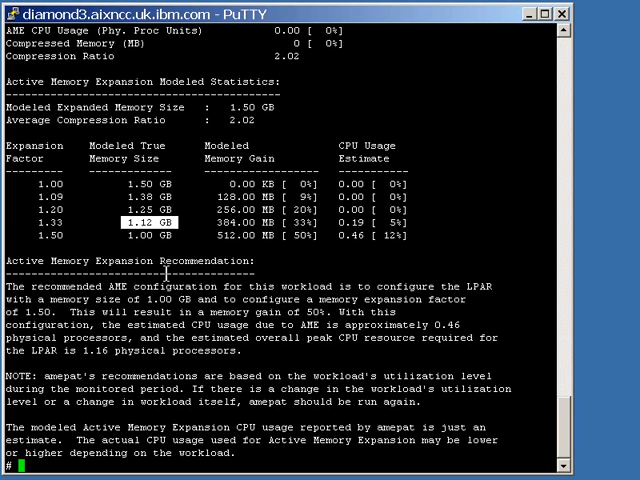 diamond3.aixncc.uk.ibm.com - PuTTY
AME CPU Usage (Phy. Proc Units) 0.00 [ 0%]
Compressed Memory (MB) 0 [ 0%]
Compression Ratio 2.02
Active Memory Expansion Modeled Statistics:
-------------------------------------------
Modeled Expanded Memory Size : 1.50 GB
Average Compression Ratio : 2.02
Expansion Modeled True Modeled CPU Usage
Factor Memory Size Memory Gain Estimate
--------- ------------- ------------------ -----------
1.00 1.50 GB 0.00 KB [ 0%] 0.00 [ 0%]
1.09 1.38 GB 128.00 MB [ 9%] 0.00 [ 0%]
1.20 1.25 GB 256.00 MB [ 20%] 0.00 [ 0%]
1.33 1.12 GB 384.00 MB [ 33%] 0.19 [ 5%]
1.50 1.00 GB 512.00 MB [ 50%] 0.46 [ 12%]
Active Memory Expansion Recommendation:
---------------------------------------
The recommended AME configuration for this workload is to configure the LPAR
with a memory size of 1.00 GB and to configure a memory expansion factor
of 1.50. This will result in a memory gain of 50%. With this
configuration, the estimated CPU usage due to AME is approximately 0.46
physical processors, and the estimated overall peak CPU resource required for
the LPAR is 1.16 physical processors.
NOTE: amepat's recommendations are based on the workload's utilization level
during the monitored period. If there is a change in the workload's utilization
level or a change in workload itself, amepat should be run again.
The modeled Active Memory Expansion CPU usage reported by amepat is just an
estimate. The actual CPU usage used for Active Memory Expansion may be lower
or higher depending on the workload.
#